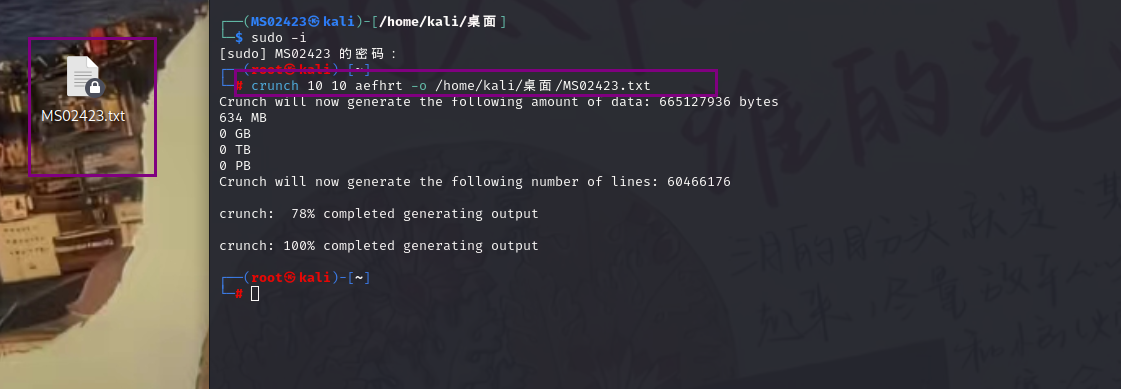 MS02423.txt
┌──(MS02423㉿kali)-[/home/kali/桌面]
└─$ sudo -i
[sudo] MS02423 的密码：
┌──(root㉿kali)-[~]
└─# crunch 10 10 aefhrt -o /home/kali/桌面/MS02423.txt
Crunch will now generate the following amount of data: 665127936 bytes
634 MB
0 GB
0 TB
0 PB
Crunch will now generate the following number of lines: 60466176
crunch:  78% completed generating output
crunch: 100% completed generating output
┌──(root㉿kali)-[~]
└─#